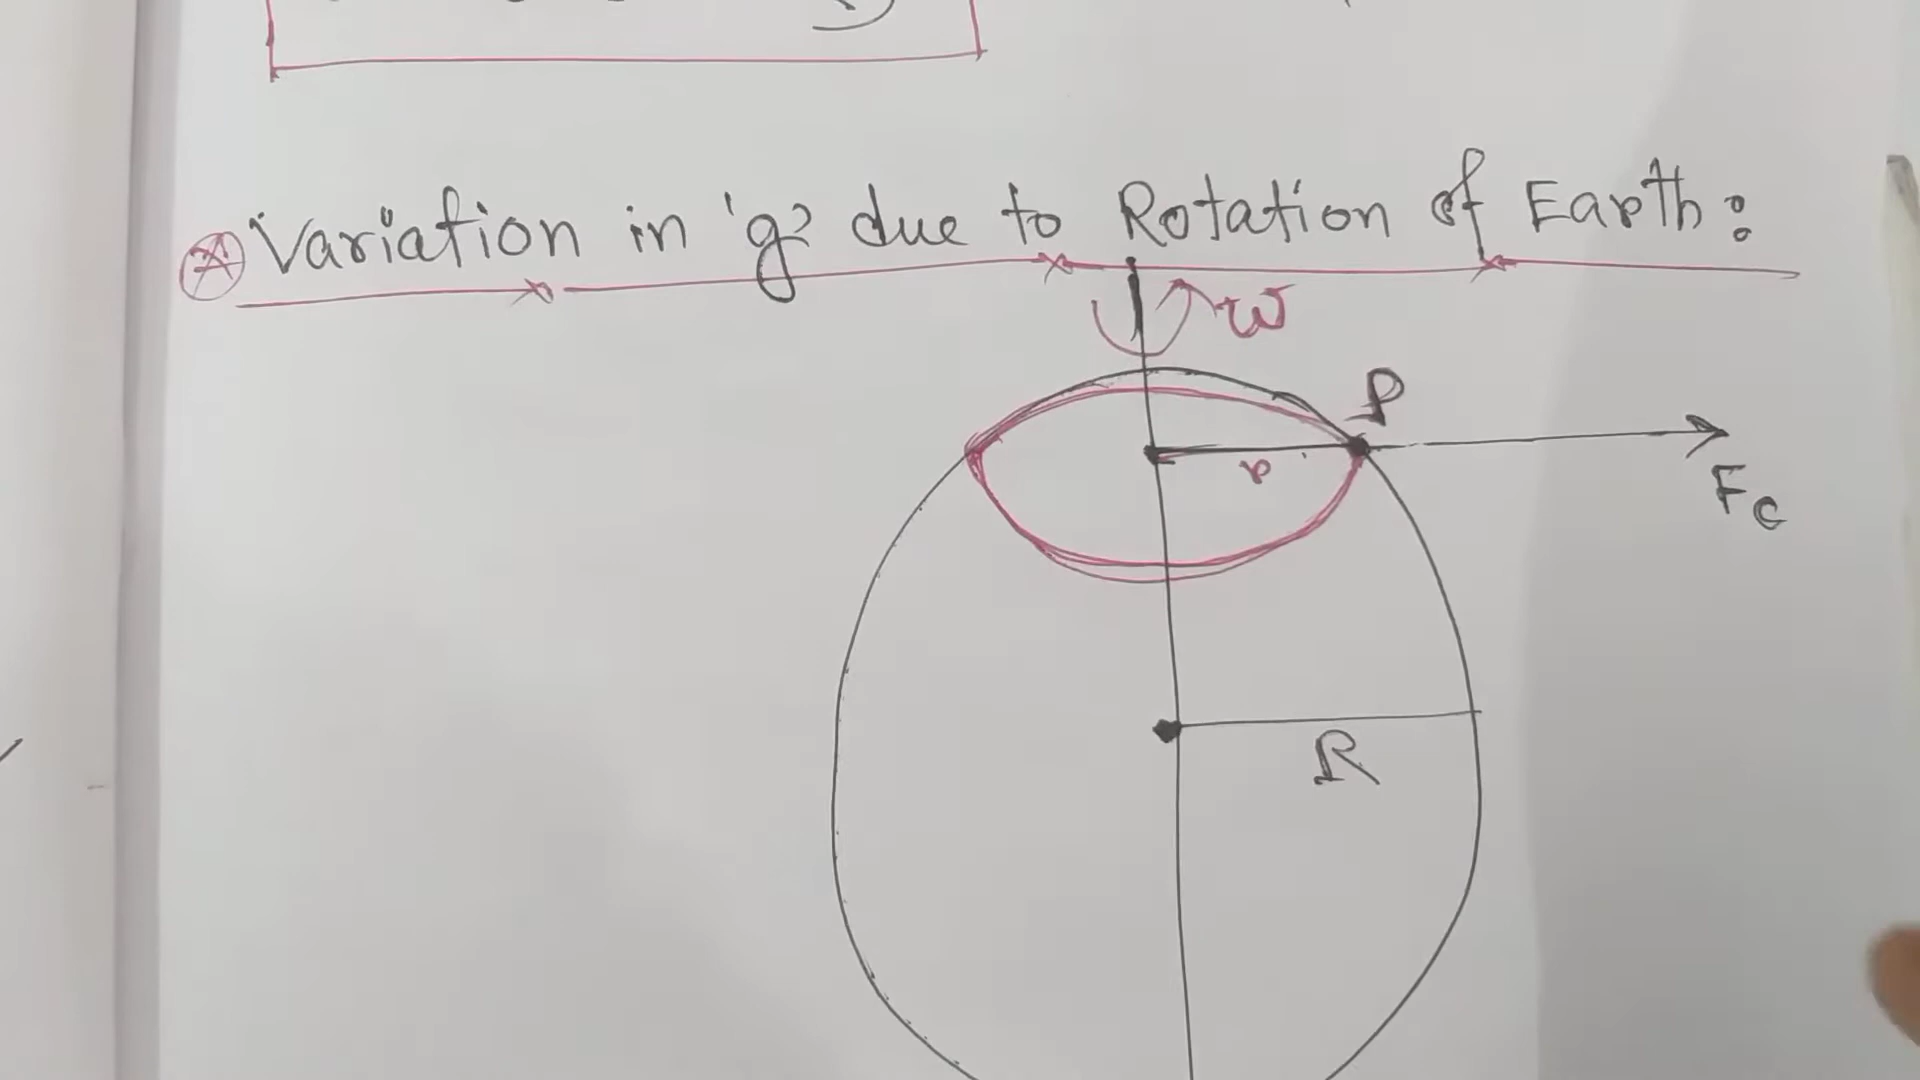 Variation in 'g' due to Rotation of Earth:
ω
P
r
Fc
R